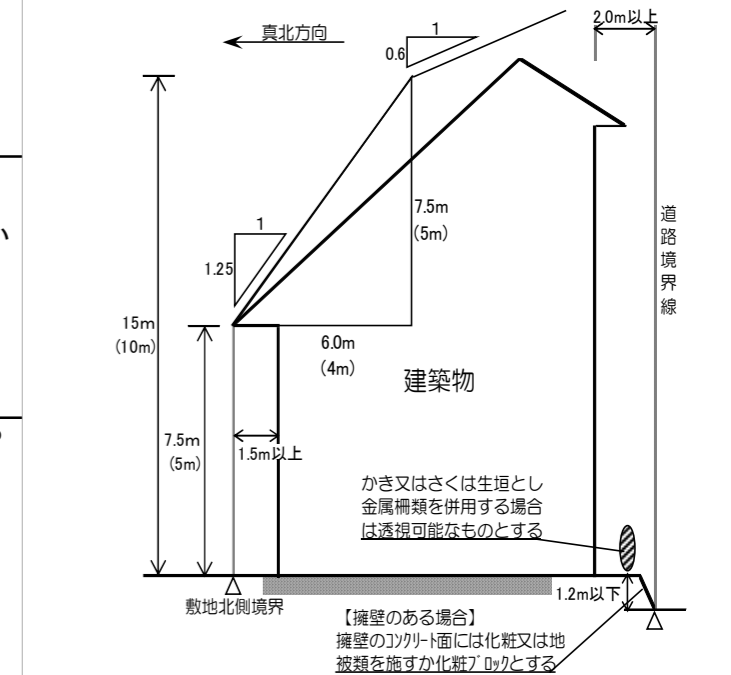 真北方向
1
0.6
2.0m以上
1
1.25
7.5m
(5m)
道路境界線
15m
(10m)
6.0m
(4m)
建築物
7.5m
(5m)
1.5m以上
かき又はさくは生垣とし
金属柵類を併用する場合
は透視可能なものとする
1.2m以下
敷地北側境界
【擁壁のある場合】
擁壁のコンクリート面には化粧又は地
被類を施すか化粧ブロックとする